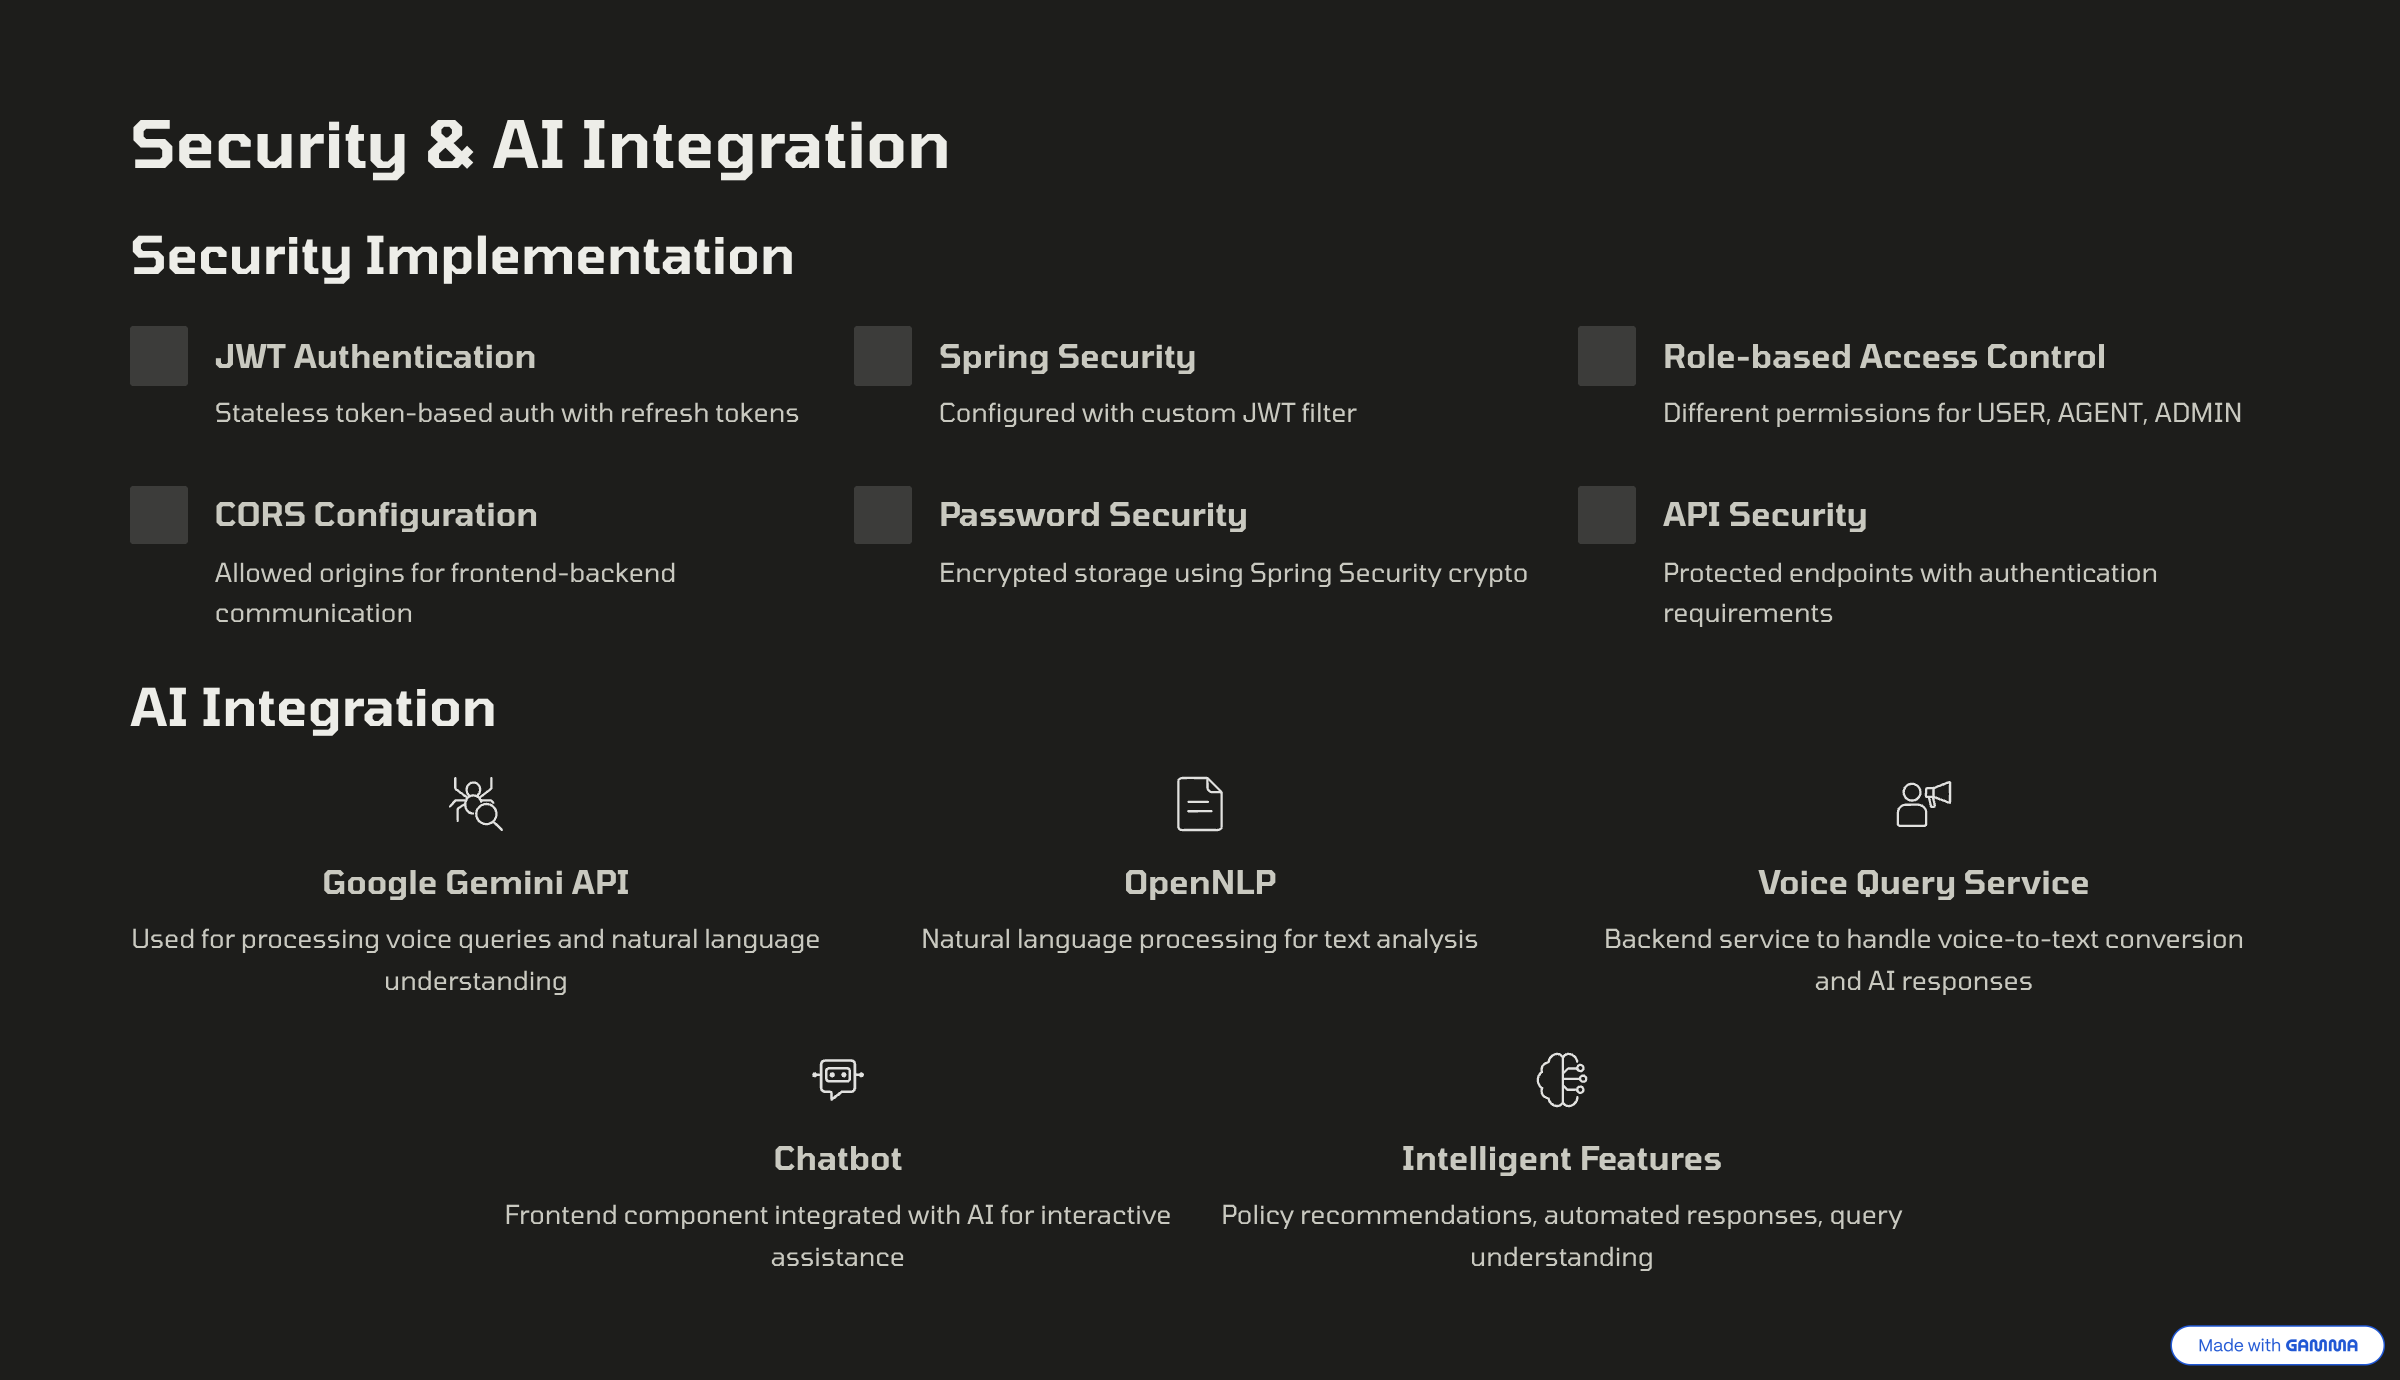 Security & AI Integration
Security Implementation
JWT Authentication
Stateless token-based auth with refresh tokens
Spring Security
Configured with custom JWT filter
Role-based Access Control
Different permissions for USER, AGENT, ADMIN
CORS Configuration
Allowed origins for frontend-backend
communication
Password Security
Encrypted storage using Spring Security crypto
API Security
Protected endpoints with authentication
requirements
AI Integration
Google Gemini API
Used for processing voice queries and natural language
understanding
OpenNLP
Natural language processing for text analysis
Voice Query Service
Backend service to handle voice-to-text conversion
and AI responses
Chatbot
Frontend component integrated with AI for interactive
assistance
Intelligent Features
Policy recommendations, automated responses, query
understanding
Made with GAMMA